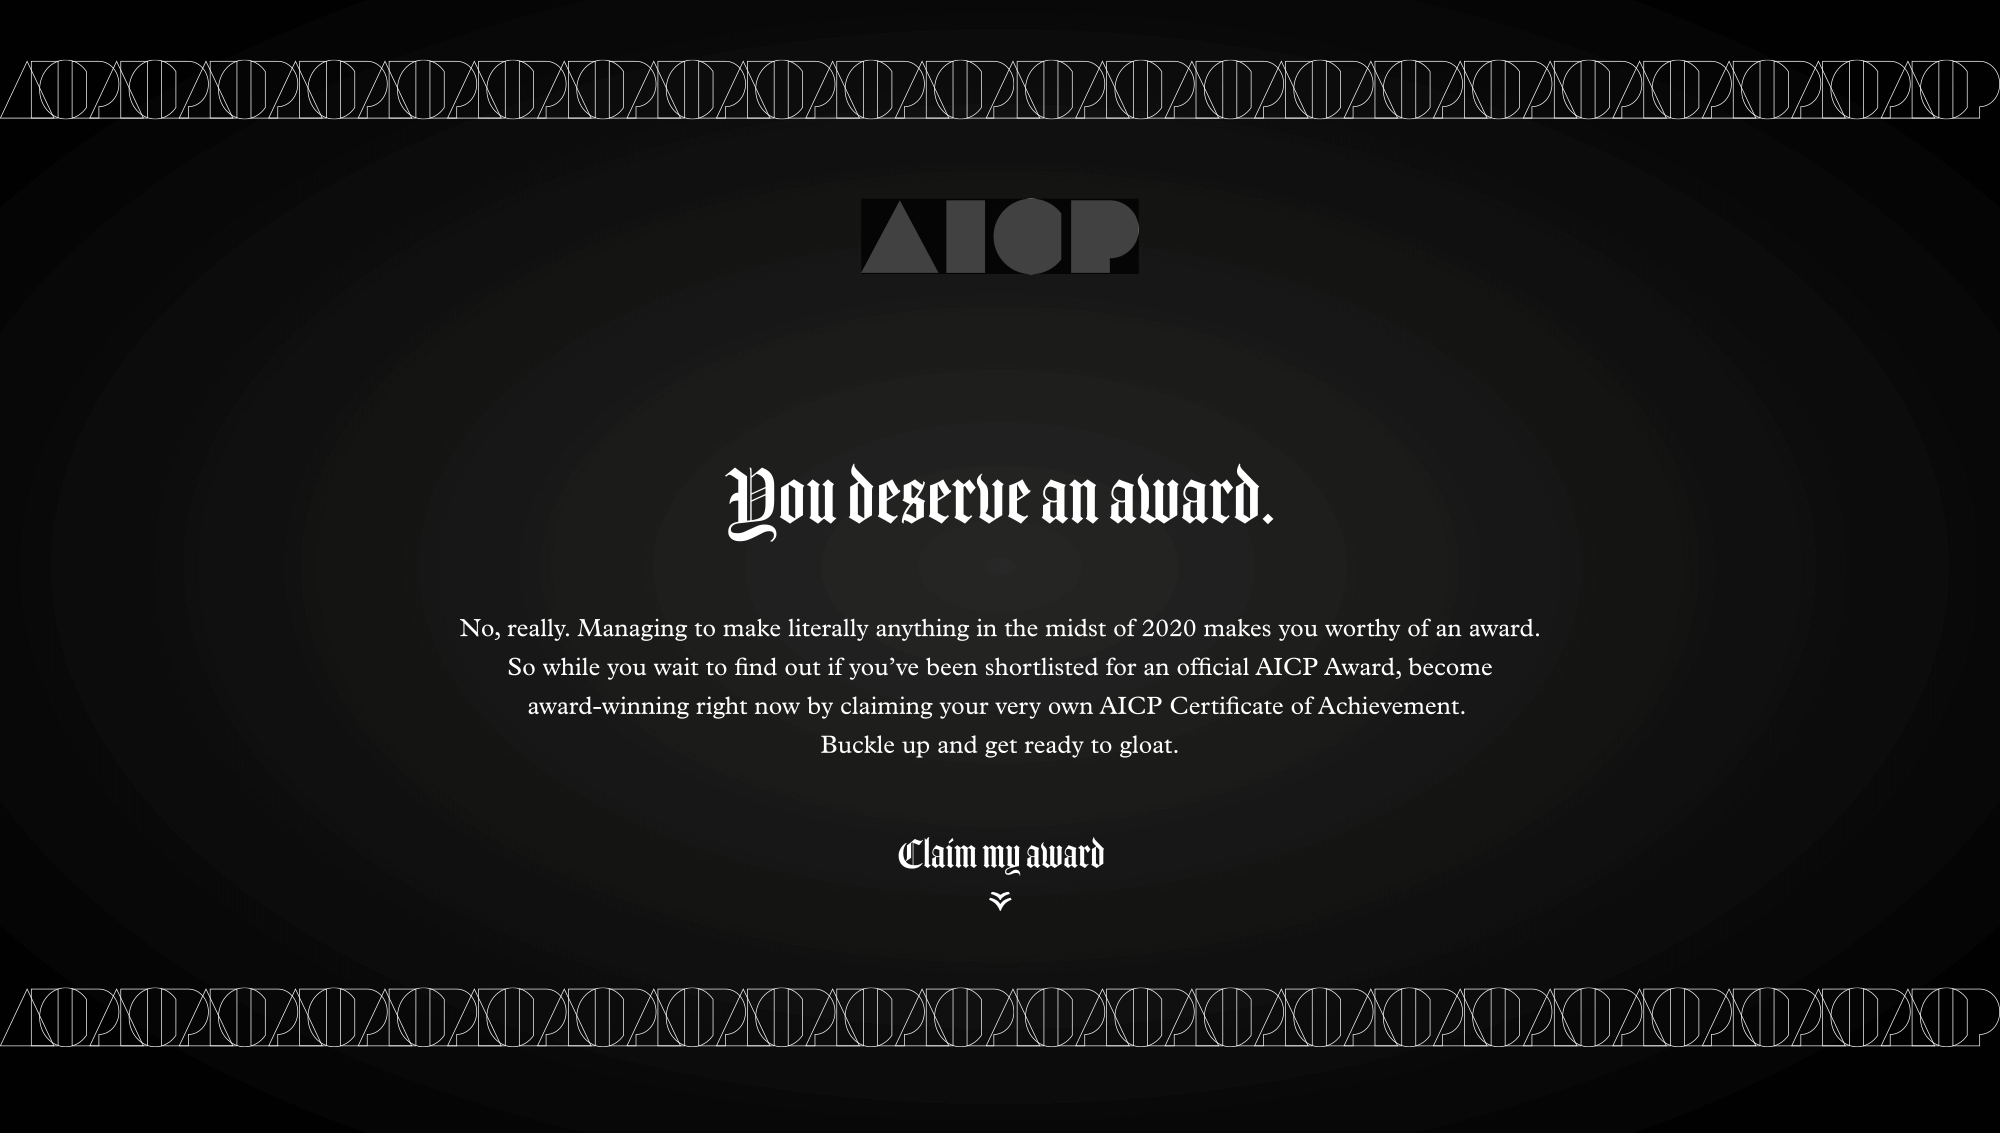 AICP
You deserve an award.
No, really. Managing to make literally anything in the midst of 2020 makes you worthy of an award.
So while you wait to find out if you’ve been shortlisted for an official AICP Award, become
award-winning right now by claiming your very own AICP Certificate of Achievement.
Buckle up and get ready to gloat.
Claim my award